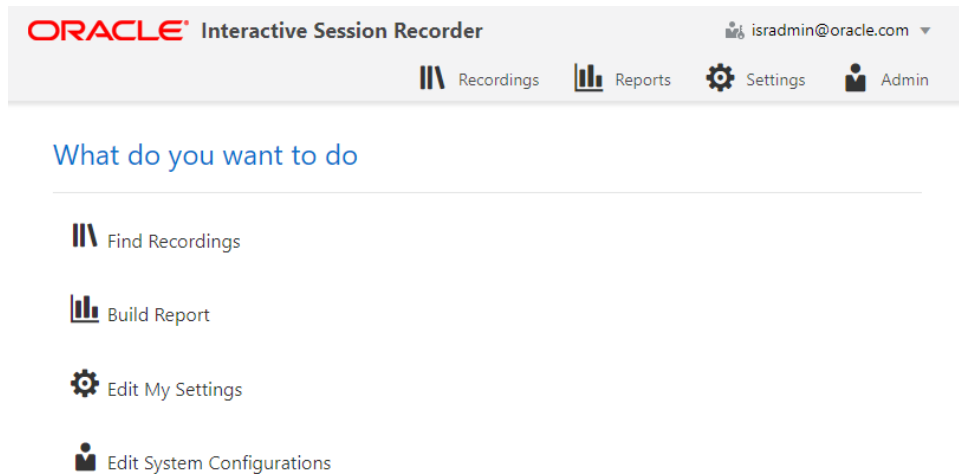 ORACLE® Interactive Session Recorder
isradmin@oracle.com
Recordings Reports Settings Admin
What do you want to do
Find Recordings
Build Report
Edit My Settings
Edit System Configurations